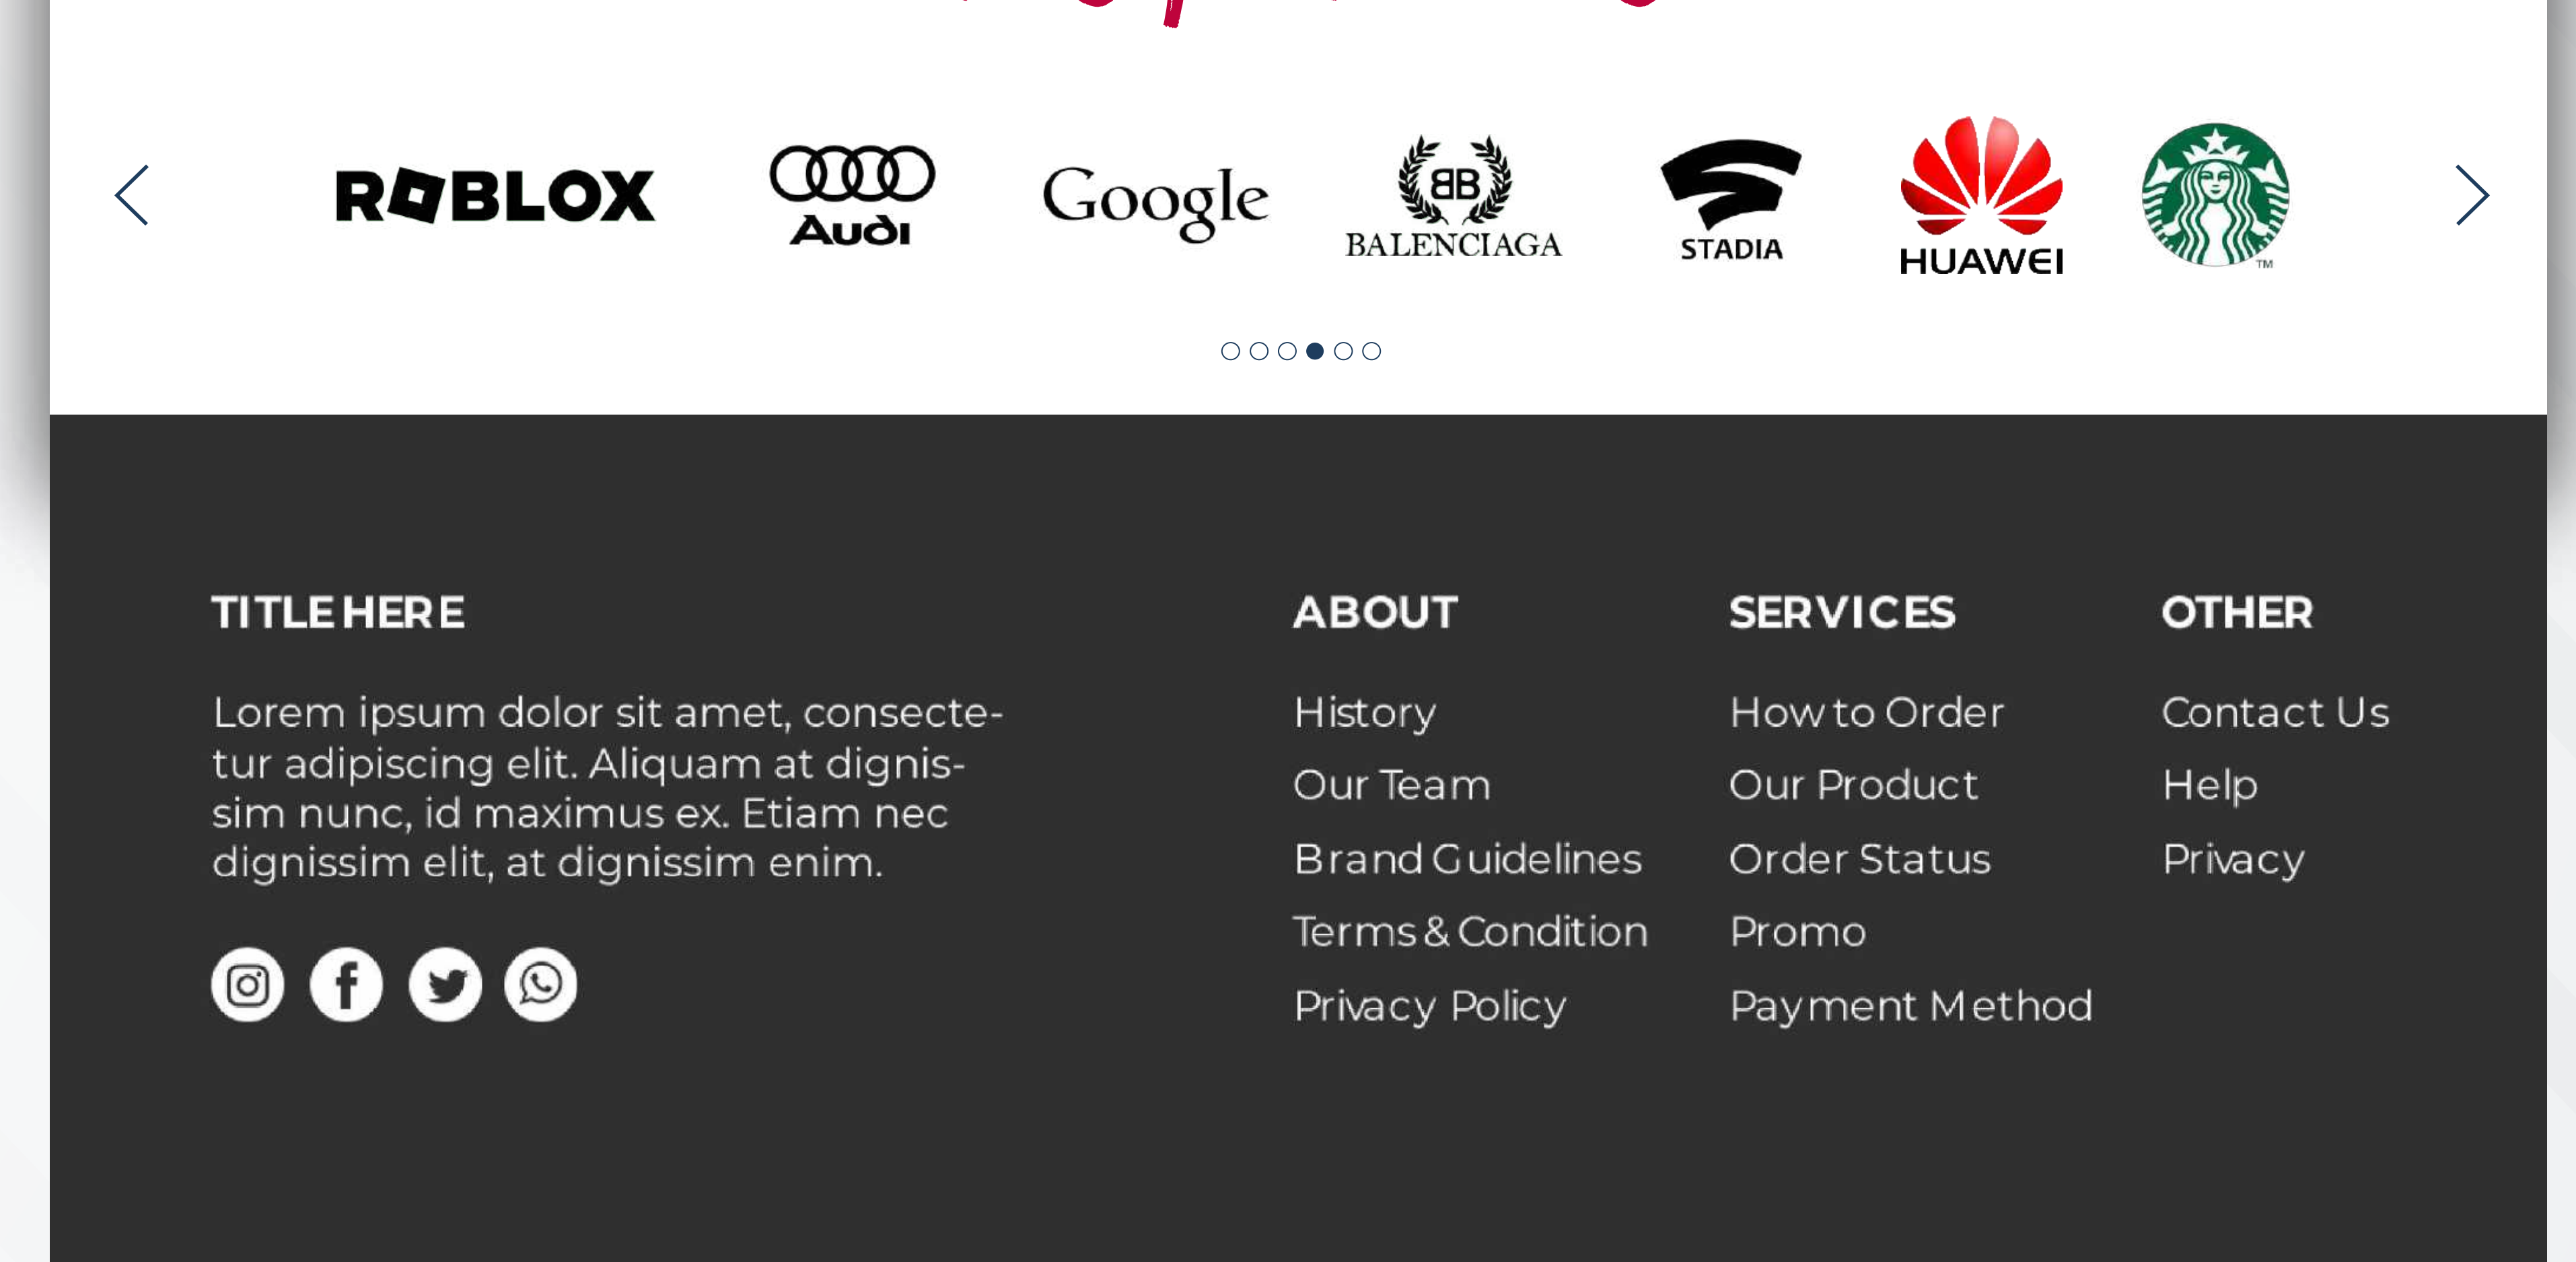 ROBLOX
Audi
Google
BB
BALENCIAGA
STADIA
HUAWEI
TM
TITLE HERE
Lorem ipsum dolor sit amet, consecte-
tur adipiscing elit. Aliquam at dignis-
sim nunc, id maximus ex. Etiam nec
dignissim elit, at dignissim enim.
ABOUT
History
Our Team
Brand Guidelines
Terms & Condition
Privacy Policy
SERVICES
How to Order
Our Product
Order Status
Promo
Payment Method
OTHER
Contact Us
Help
Privacy